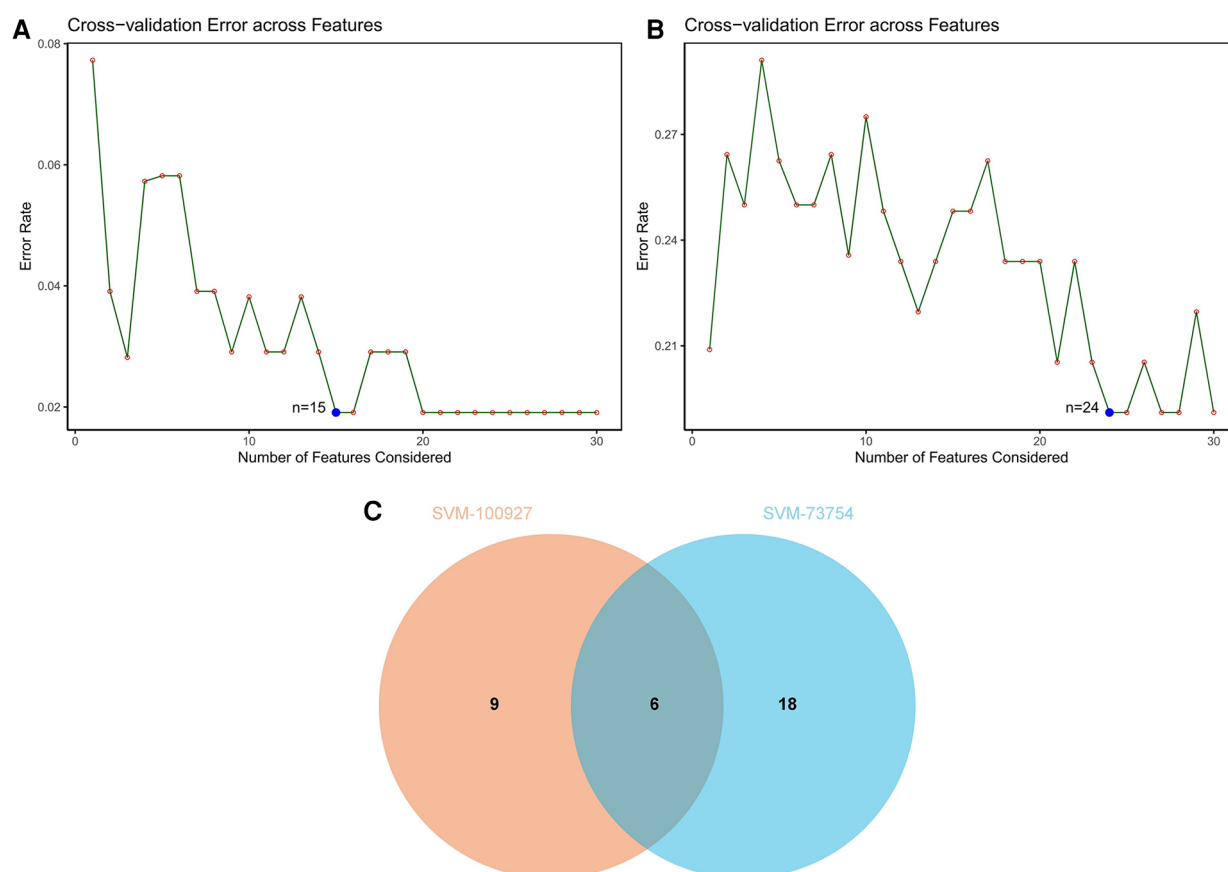 A
Cross-validation Error across Features
0.08
0.06
0.04
0.02
Error Rate
n=15
0
10
20
30
Number of Features Considered
B
Cross-validation Error across Features
0.27
0.24
0.21
Error Rate
n=24
0
10
20
30
Number of Features Considered
C
SVM-100927
SVM-73754
9
6
18